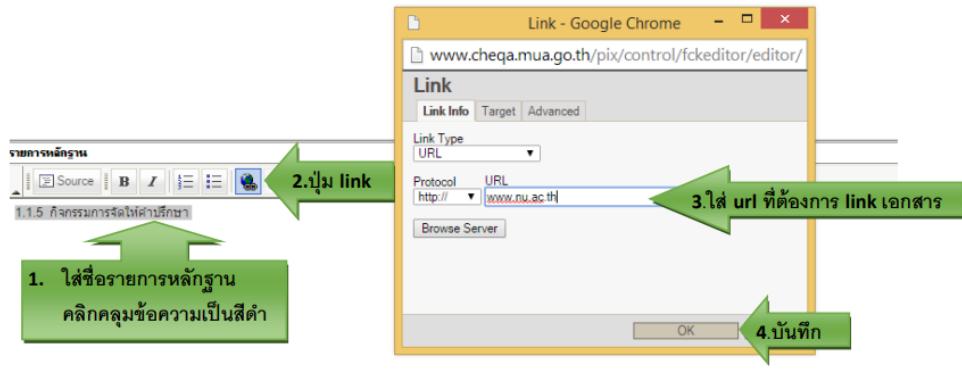 Link - Google Chrome
www.cheqa.mua.go.th/pix/control/fckeditor/editor/
Link
Link Info Target Advanced
Link Type
URL
Protocol URL
http:// www.nu.ac.th
Browse Server
OK
รายการหลักฐาน
Source B I
1.1.5 กิจกรรมการจัดให้คำปรึกษา
1. ใส่ชื่อรายการหลักฐาน
คลิกคลุมข้อความเป็นสีดำ
2.ปุ่ม link
3.ใส่ url ที่ต้องการ link เอกสาร
4.บันทึก